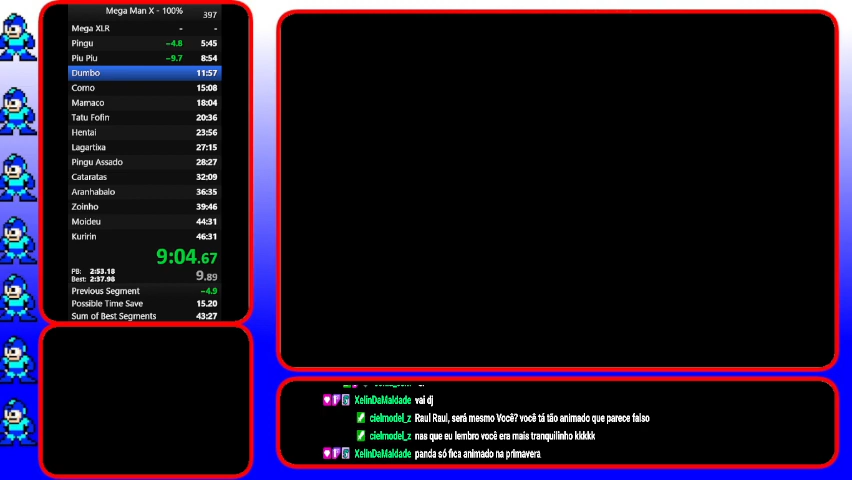 Mega Man X - 100% 397
Mega XLR - -
Pingu −4.8 5:45
Piu Piu −9.7 8:54
Dumbo 11:57
Corno 15:08
Mamaco 18:04
Tatu Fofin 20:36
Hentai 23:56
Lagartixa 27:15
Pingu Assado 28:27
Cataratas 32:09
Aranhabalo 36:35
Zoinho 39:46
Moideu 44:31
Kuririn 46:31
9:04.67
PB: 2:53.18 9.89
Best: 2:37.98
Previous Segment −4.9
Possible Time Save 15.20
Sum of Best Segments 43:27
XelinDaMaldade vai dj
cielmodel_z Raul Raul, será mesmo Você? você tá tão animado que parece falso
cielmodel_z nas que eu lembro você era mais tranquilinho kkkkk
XelinDaMaldade panda só fica animado na primavera